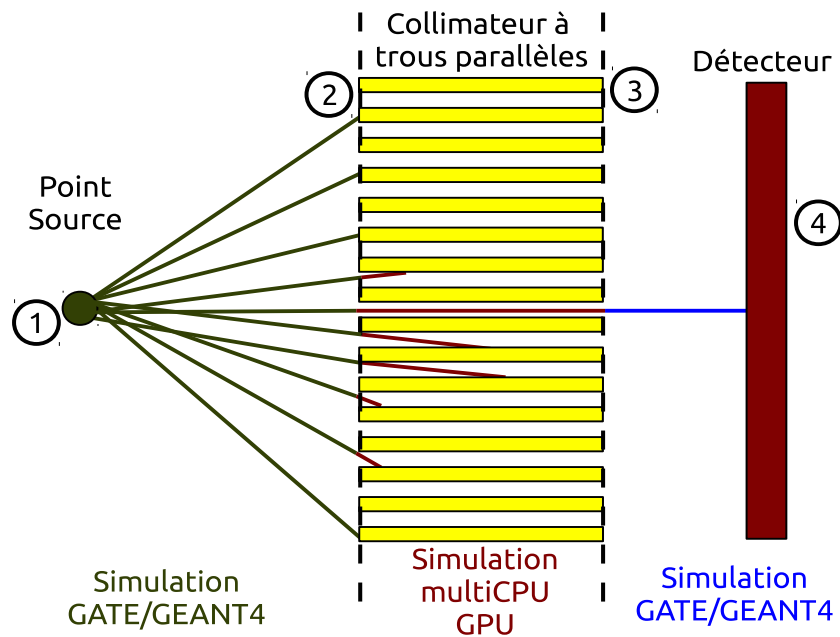 Collimateur à
trous parallèles
Détecteur
2
3
Point
Source
4
1
Simulation
GATE/GEANT4
Simulation
multiCPU
GPU
Simulation
GATE/GEANT4